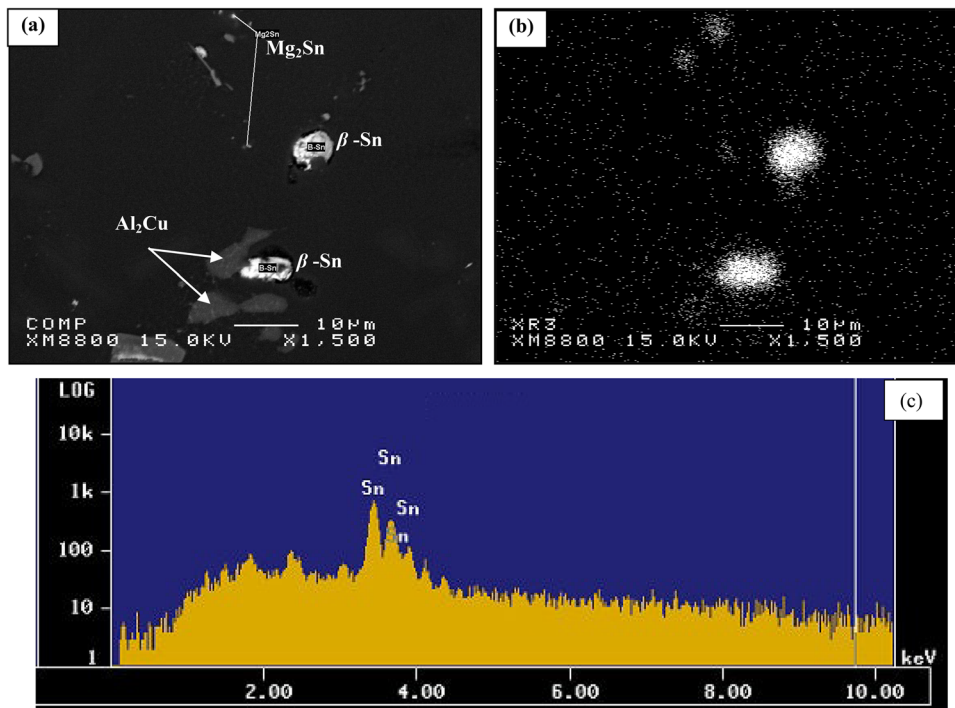 (a)
Mg2Sn
Mg₂Sn
B-Sn
β -Sn
Al₂Cu
B-Sn
β -Sn
COMP 10μm
XM8800 15.0KV X1,500
(b)
XR3 10μm
XM8800 15.0KV X1,500
(c)
LOG
10k
Sn
1k
Sn
Sn
100
10
1
keV
2.00 4.00 6.00 8.00 10.00